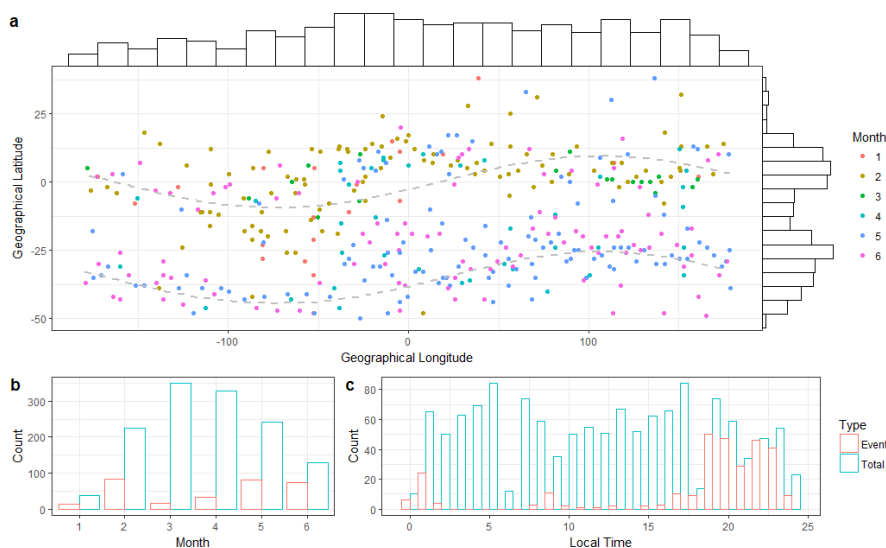 a
Geographical Latitude
25
0
-25
-50
-100
0
100
Geographical Longitude
Month
1
2
3
4
5
6
b
Count
300
200
100
0
1
2
3
4
5
6
Month
c
Count
80
60
40
20
0
0
5
10
15
20
25
Local Time
Type
Event
Total